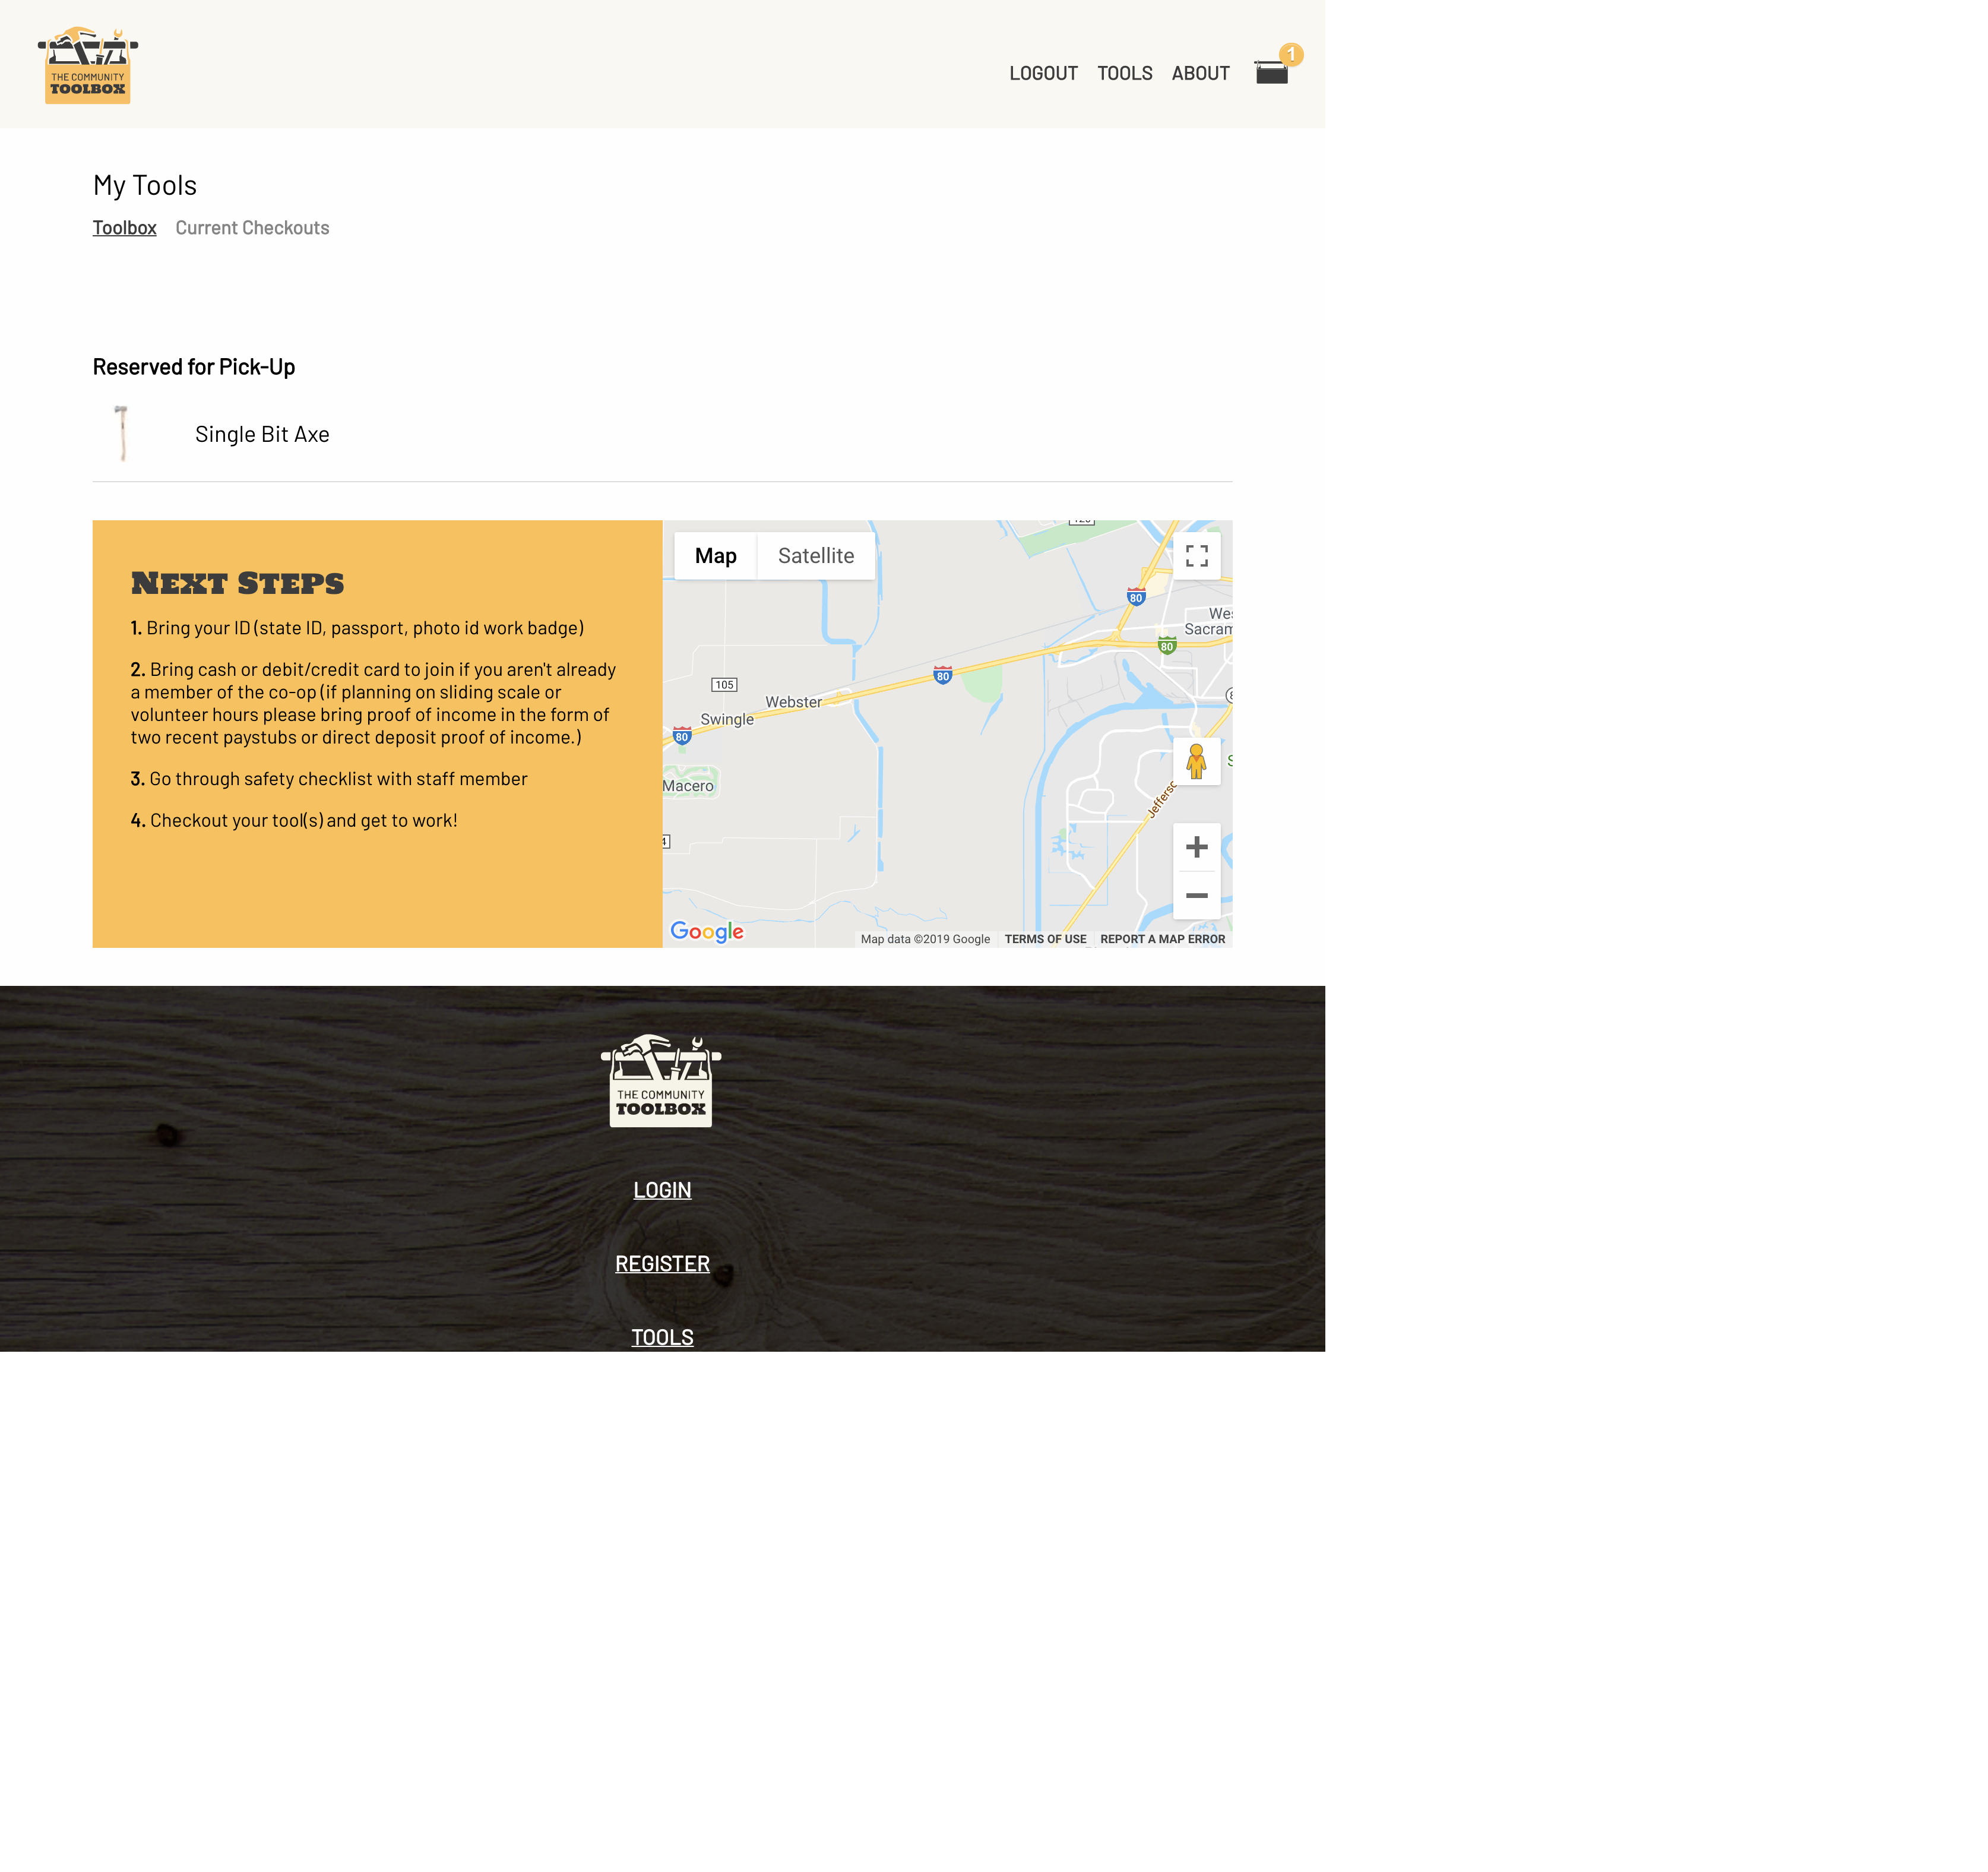 THE COMMUNITY
TOOLBOX
LOGOUT TOOLS ABOUT
1
My Tools
Toolbox Current Checkouts
Reserved for Pick-Up
Single Bit Axe
Next Steps
1. Bring your ID (state ID, passport, photo id work badge)
2. Bring cash or debit/credit card to join if you aren't already
a member of the co-op (if planning on sliding scale or
volunteer hours please bring proof of income in the form of
two recent paystubs or direct deposit proof of income.)
3. Go through safety checklist with staff member
4. Checkout your tool(s) and get to work!
Map Satellite
80
Sacram
80
80
105
Webster
Swingle
80
Macero
Jefferso
Google
Map data ©2019 Google TERMS OF USE REPORT A MAP ERROR
THE COMMUNITY
TOOLBOX
LOGIN
REGISTER
TOOLS